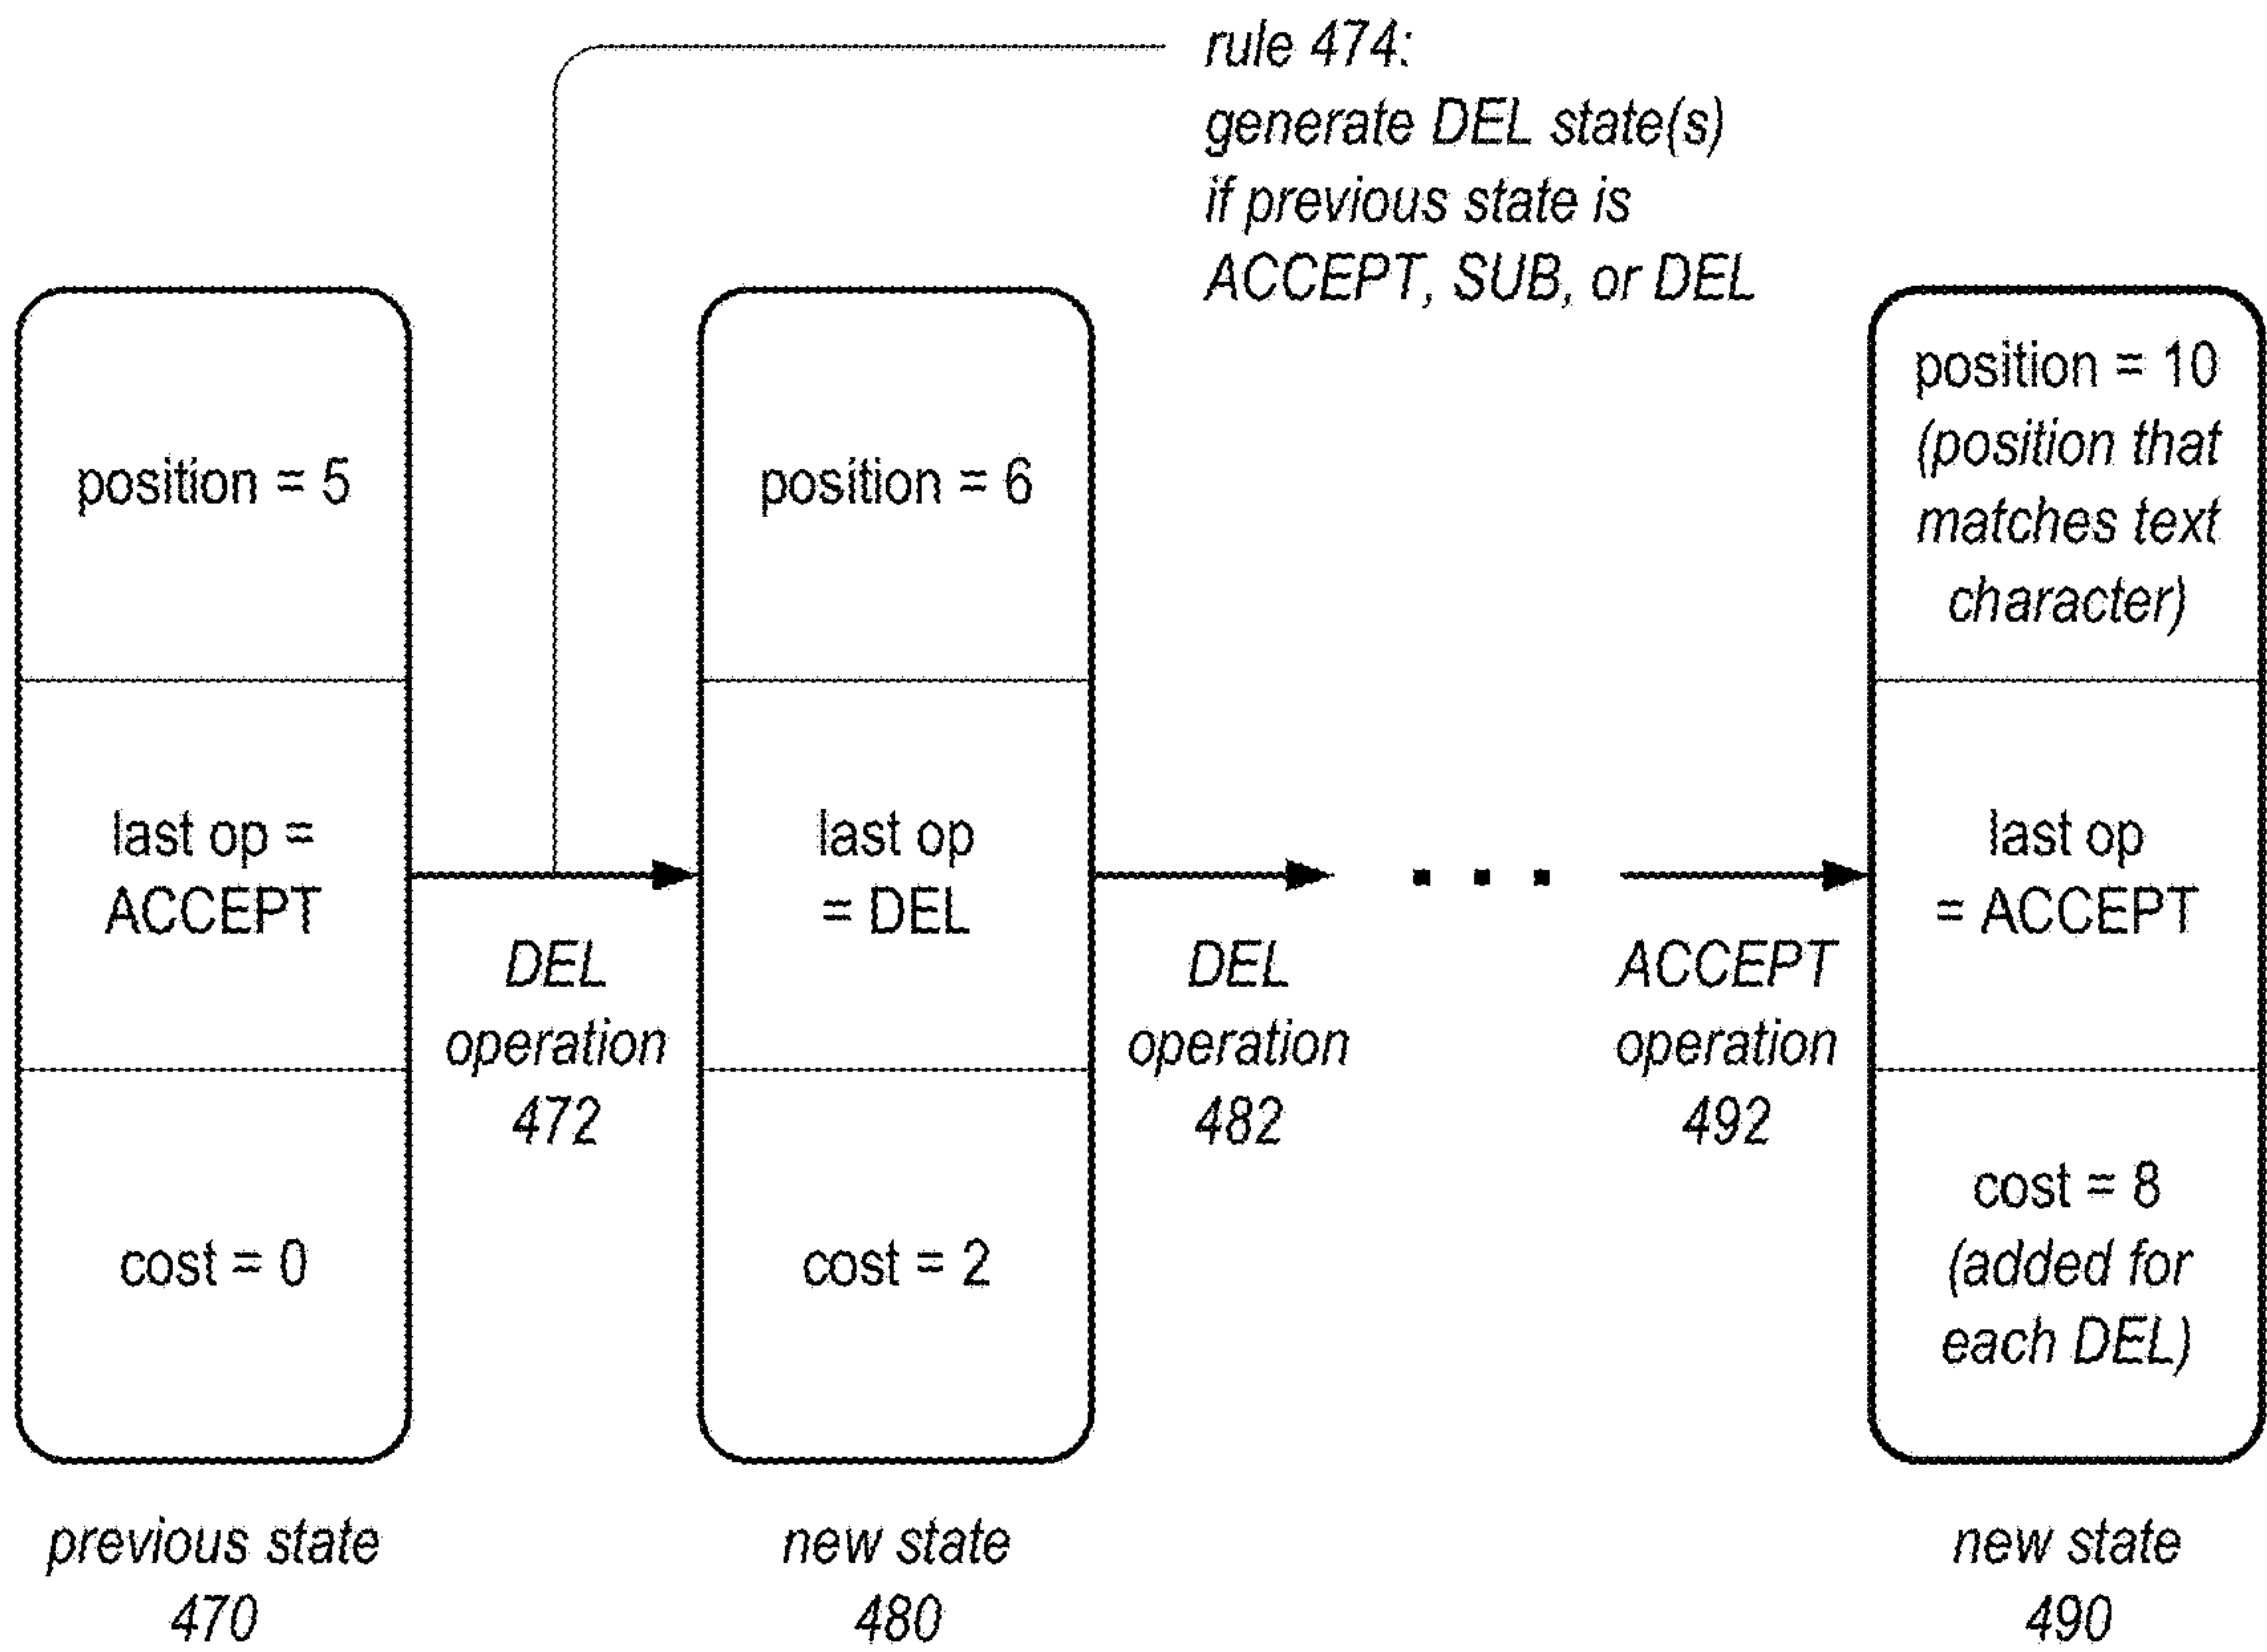 rule 474:
generate DEL state(s)
if previous state is
ACCEPT, SUB, or DEL
position = 5
last op =
ACCEPT
cost = 0
previous state
470
DEL
operation
472
position = 6
last op
= DEL
cost = 2
new state
480
DEL
operation
482
. . .
ACCEPT
operation
492
position = 10
(position that
matches text
character)
last op
= ACCEPT
cost = 8
(added for
each DEL)
new state
490